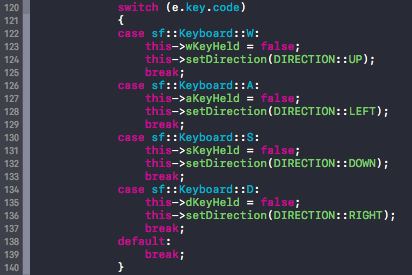 120 switch (e.key.code)
121 {
122 case sf::Keyboard::W:
123 this->wKeyHeld = false;
124 this->setDirection(DIRECTION::UP);
125 break;
126 case sf::Keyboard::A:
127 this->aKeyHeld = false;
128 this->setDirection(DIRECTION::LEFT);
129 break;
130 case sf::Keyboard::S:
131 this->sKeyHeld = false;
132 this->setDirection(DIRECTION::DOWN);
133 break;
134 case sf::Keyboard::D:
135 this->dKeyHeld = false;
136 this->setDirection(DIRECTION::RIGHT);
137 break;
138 default:
139 break;
140 }